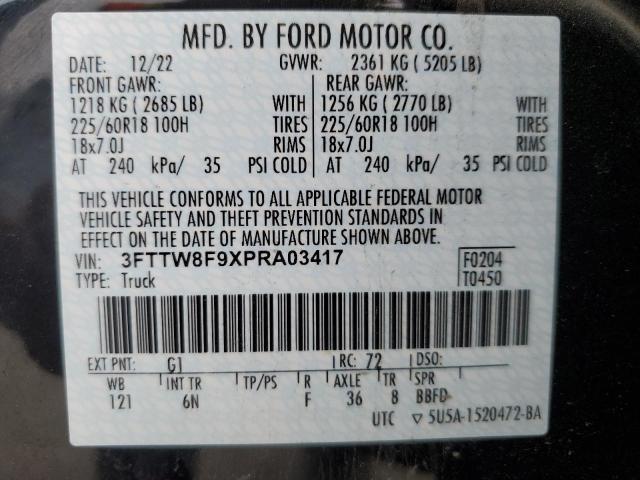 MFD. BY FORD MOTOR CO.
DATE: 12/22 GVWR: 2361 KG ( 5205 LB)
FRONT GAWR: REAR GAWR:
1218 KG ( 2685 LB) WITH 1256 KG ( 2770 LB) WITH
225/60R18 100H TIRES 225/60R18 100H TIRES
18x7.0J RIMS 18x7.0J RIMS
AT 240 kPa/ 35 PSI COLD AT 240 kPa/ 35 PSI COLD
THIS VEHICLE CONFORMS TO ALL APPLICABLE FEDERAL MOTOR
VEHICLE SAFETY AND THEFT PREVENTION STANDARDS IN
EFFECT ON THE DATE OF MANUFACTURE SHOWN ABOVE.
VIN: 3FTTW8F9XPRA03417 F0204
TYPE: Truck T0450
EXT PNT: G1 RC: 72 DSO:
WB INT TR TP/PS R AXLE TR SPR
121 6N F 36 8 BBFD
UTC ▽ 5U5A-1520472-BA